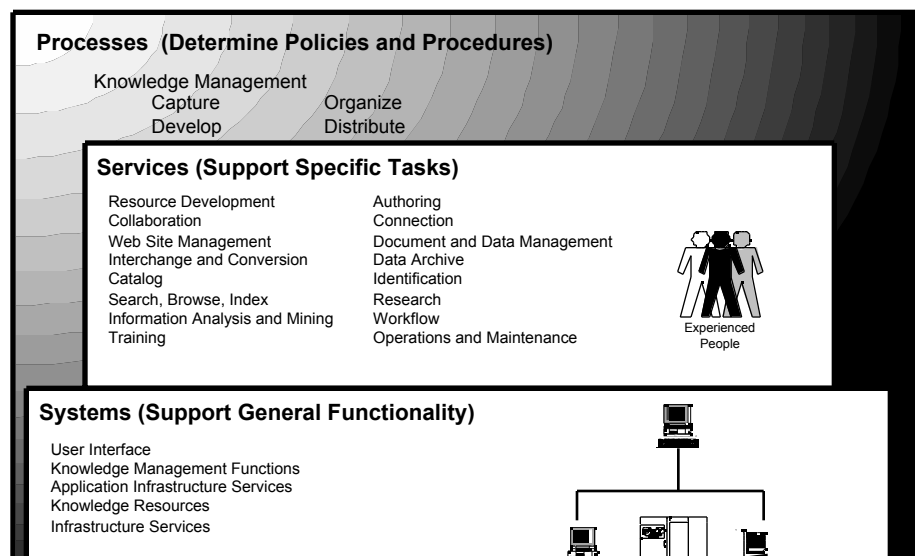 Processes (Determine Policies and Procedures)
Knowledge Management
Capture Organize
Develop Distribute
Services (Support Specific Tasks)
Resource Development Authoring
Collaboration Connection
Web Site Management Document and Data Management
Interchange and Conversion Data Archive
Catalog Identification
Search, Browse, Index Research
Information Analysis and Mining Workflow
Training Operations and Maintenance
Experienced
People
Systems (Support General Functionality)
User Interface
Knowledge Management Functions
Application Infrastructure Services
Knowledge Resources
Infrastructure Services